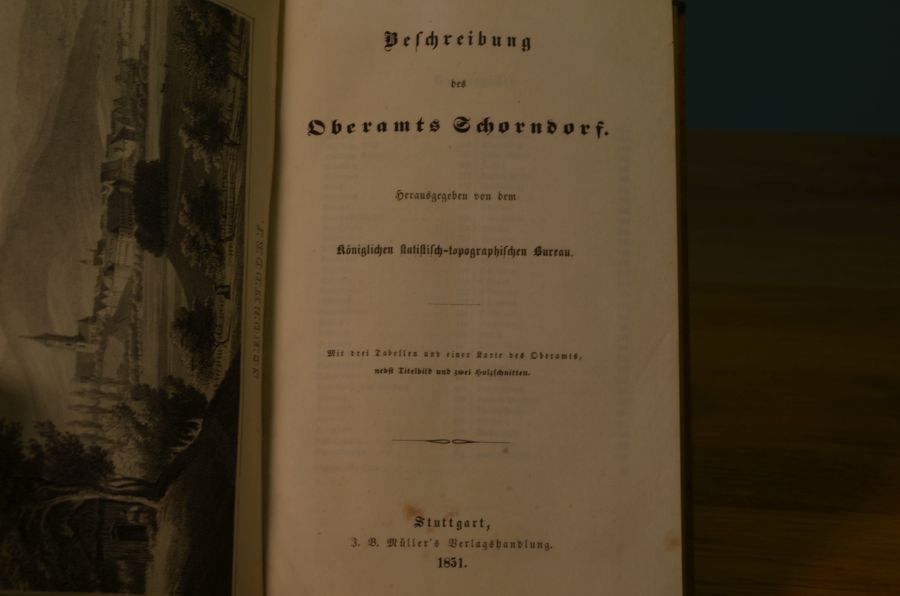 SCHORNDORF.
Beschreibung
des
Oberamts Schorndorf.
Herausgegeben von dem
Königlichen statistisch-topographischen Bureau.
Mit drei Tabellen und einer Karte des Oberamts,
nebst Titelbild und zwei Holzschnitten.
Stuttgart,
J. B. Müller's Verlagshandlung.
1851.